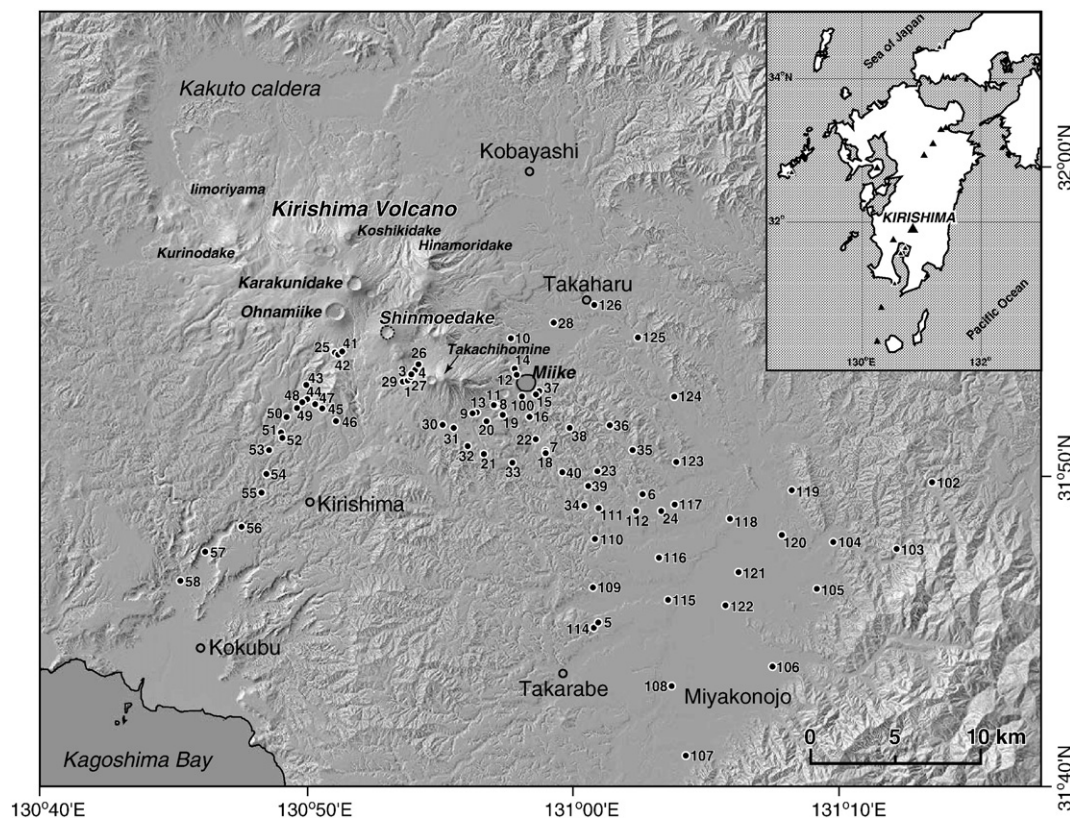 Kakuto caldera
Kobayashi
Iimoriyama
Kirishima Volcano
Koshikidake
Hinamoridake
Kurinodake
Karakunidake
Takaharu
Ohnamiike
Shinmoedake
Takachihomine
Miike
126
28
10
125
41
25
42
26
14
3
4
12
29
1
27
37
15
100
124
43
44
48
47
49
45
50
46
11
8
13
9
19
16
20
30
31
36
38
51
52
53
32
22
7
18
35
21
33
123
54
55
40
23
39
6
34
111
112
24
117
119
102
Kirishima
118
56
110
120
104
103
57
116
121
58
109
115
122
105
5
114
Kokubu
106
Takarabe
108
Miyakonojo
107
Kagoshima Bay
0
5
10 km
Sea of Japan
34°N
32°
KIRISHIMA
Pacific Ocean
130°E
132°
32°00'N
31°50'N
31°40'N
130°40'E
130°50'E
131°00'E
131°10'E